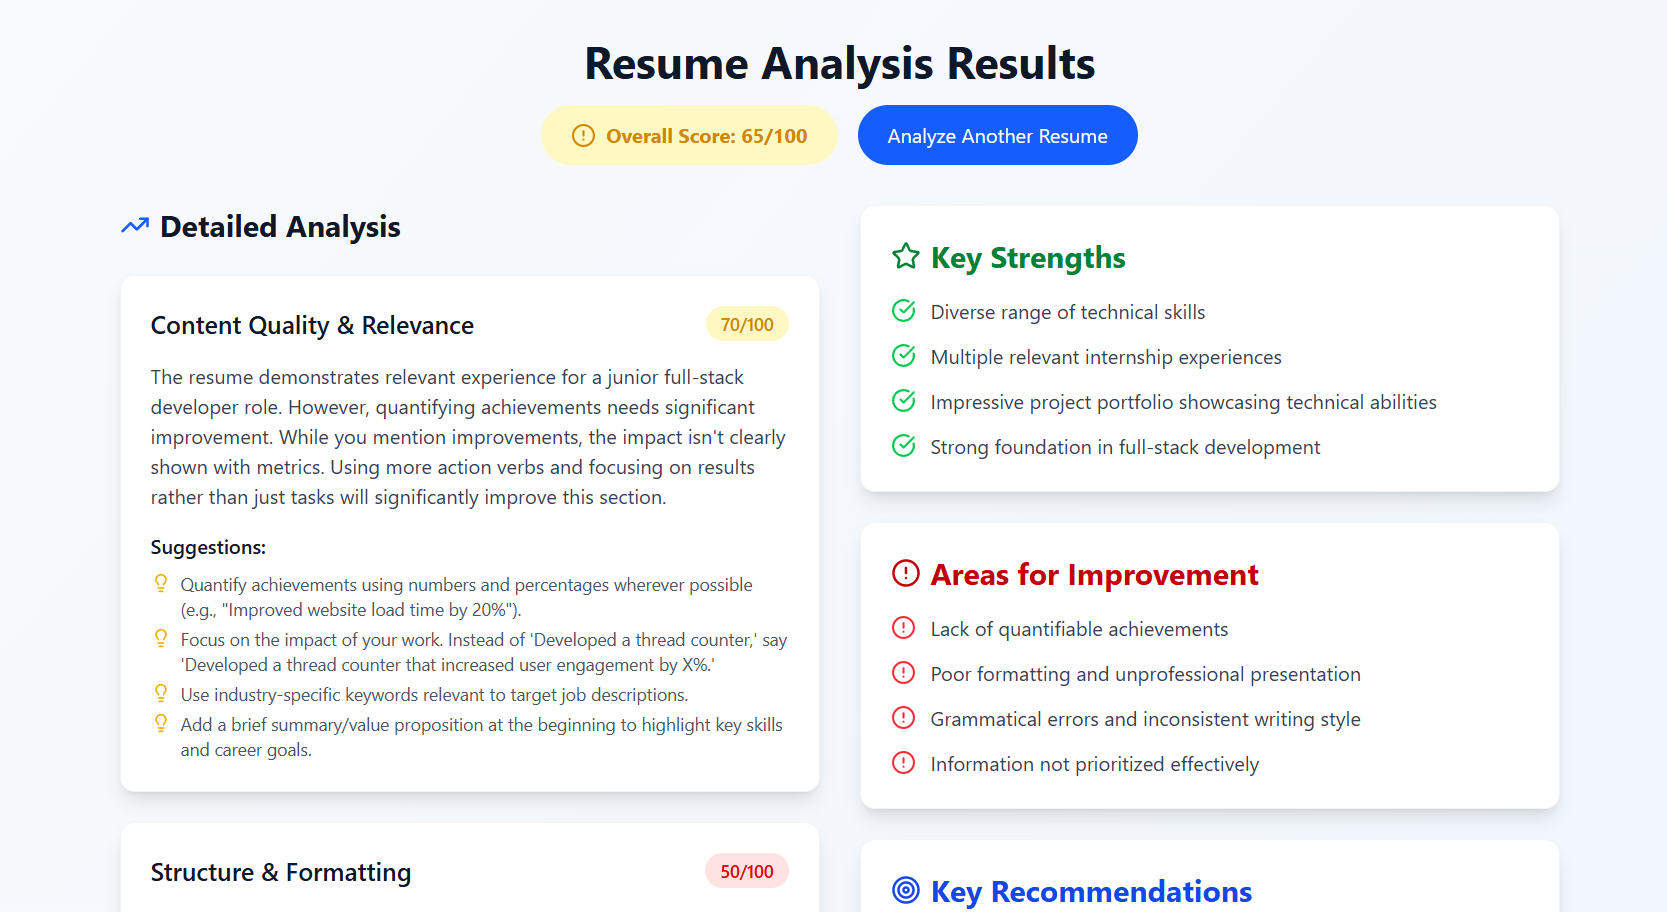 Resume Analysis Results
Overall Score: 65/100
Analyze Another Resume
Detailed Analysis
Content Quality & Relevance
70/100
The resume demonstrates relevant experience for a junior full-stack
developer role. However, quantifying achievements needs significant
improvement. While you mention improvements, the impact isn't clearly
shown with metrics. Using more action verbs and focusing on results
rather than just tasks will significantly improve this section.
Suggestions:
Quantify achievements using numbers and percentages wherever possible
(e.g., "Improved website load time by 20%").
Focus on the impact of your work. Instead of 'Developed a thread counter,' say
'Developed a thread counter that increased user engagement by X%.'
Use industry-specific keywords relevant to target job descriptions.
Add a brief summary/value proposition at the beginning to highlight key skills
and career goals.
Structure & Formatting
50/100
Key Strengths
Diverse range of technical skills
Multiple relevant internship experiences
Impressive project portfolio showcasing technical abilities
Strong foundation in full-stack development
Areas for Improvement
Lack of quantifiable achievements
Poor formatting and unprofessional presentation
Grammatical errors and inconsistent writing style
Information not prioritized effectively
Key Recommendations